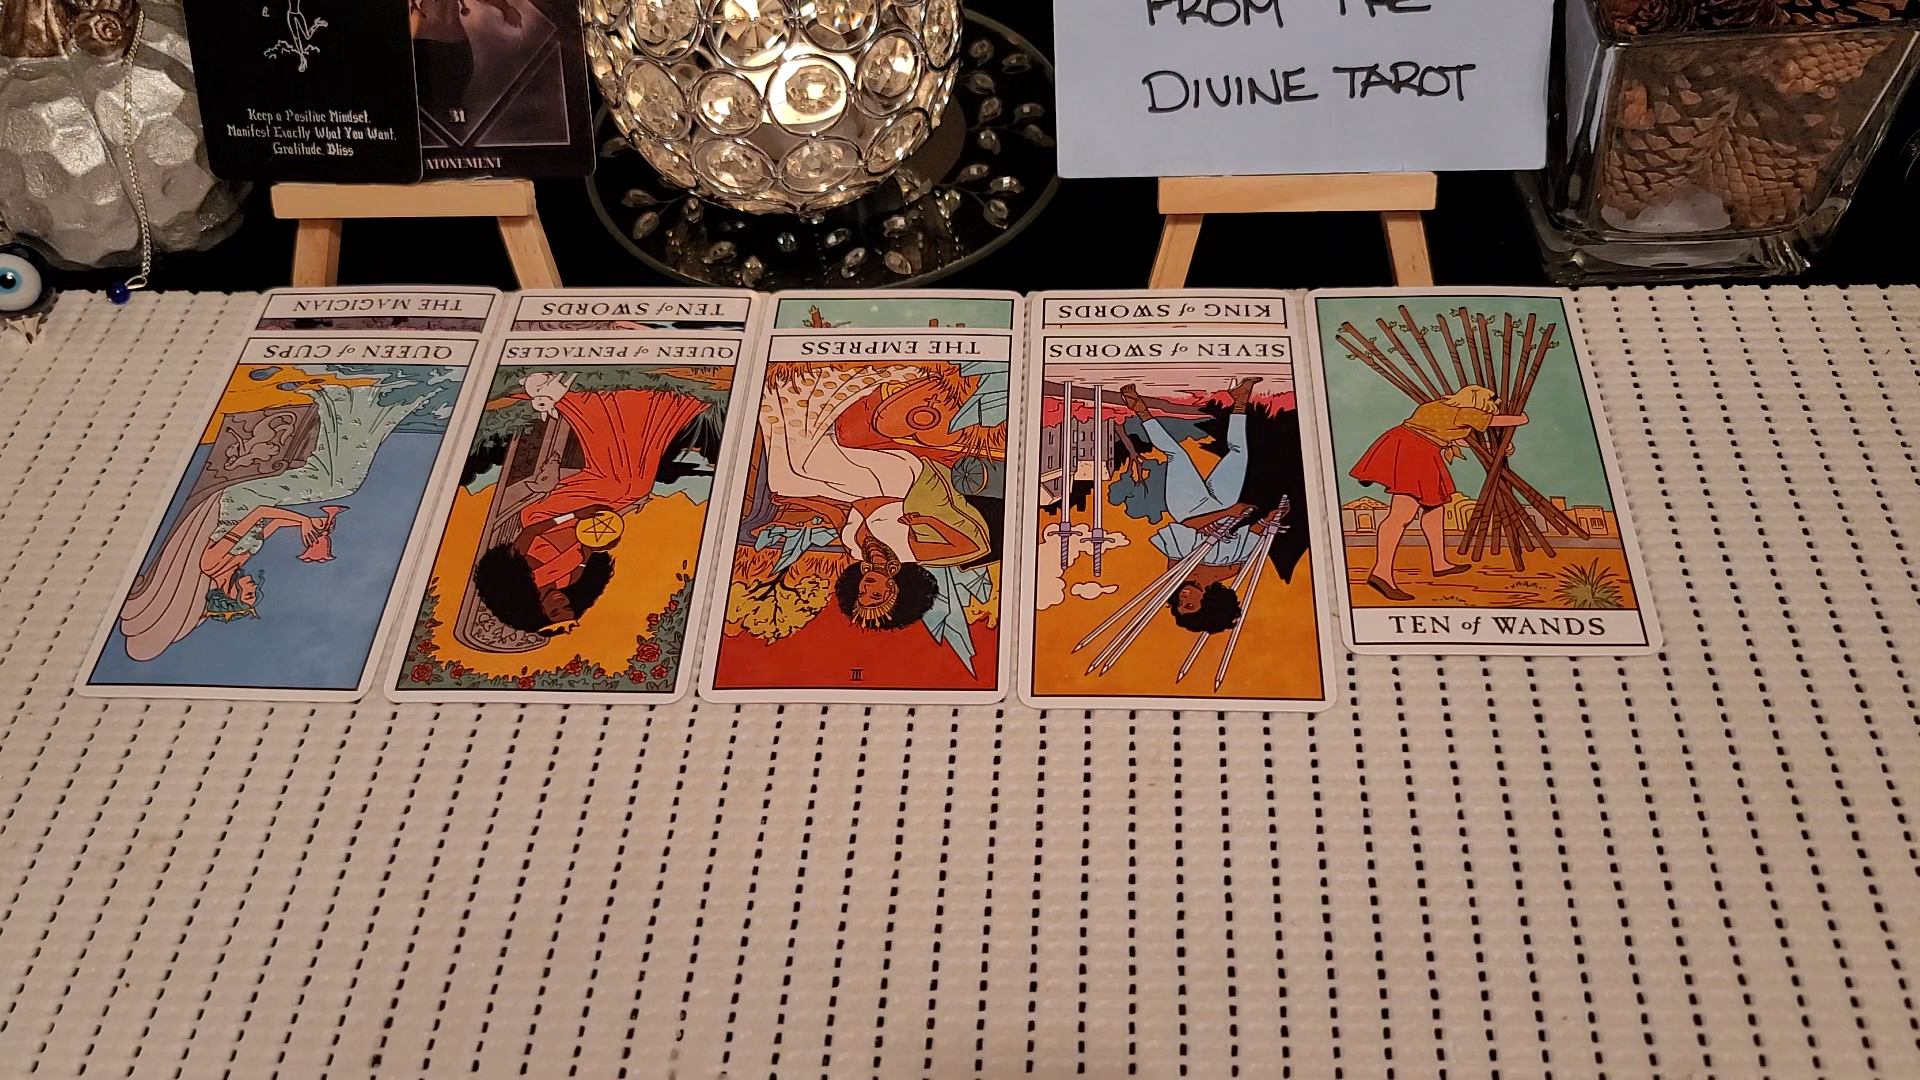 Keep a Positive Mindset.
Manifest Exactly What You Want.
Gratitude. Bliss
31
ATONEMENT
FROM THE
DIVINE TAROT
THE MAGICIAN
TEN of SWORDS
KING of SWORDS
QUEEN of CUPS
QUEEN of PENTACLES
THE EMPRESS
SEVEN of SWORDS
III
TEN of WANDS